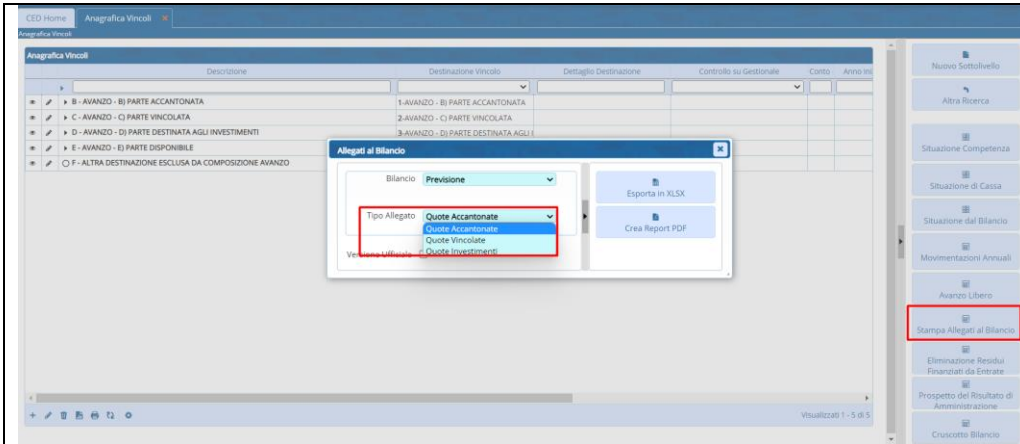 CEO Home
Anagrafica Vincoli
Anagrafica Vincoli
Anagrafica Vincoli
Descrizione Destinazione Vincolo Dettaglio Destinazione Controllo su Gestionale Conto Anno ini
B - AVANZO - B) PARTE ACCANTONATA 1-AVANZO - B) PARTE ACCANTONATA
C - AVANZO - C) PARTE VINCOLATA 2-AVANZO - C) PARTE VINCOLATA
D - AVANZO - D) PARTE DESTINATA AGLI INVESTIMENTI 3-AVANZO - D) PARTE DESTINATA AGLI I
E - AVANZO - E) PARTE DISPONIBILE
F - ALTRA DESTINAZIONE ESCLUSA DA COMPOSIZIONE AVANZO
Allegati al Bilancio
Bilancio Previsione
Tipo Allegato Quote Accantonate
Quote Accantonate
Quote Vincolate
Quote Investimenti
Versione Ufficiale
Esporta in XLSX
Crea Report PDF
Visualizzati 1 - 5 di 5
Nuovo Sottolivello
Altra Ricerca
Situazione Competenza
Situazione di Cassa
Situazione dal Bilancio
Movimentazioni Annuali
Avanzo Libero
Stampa Allegati al Bilancio
Eliminazione Residui
Finanziati da Entrate
Prospetto del Risultato di
Amministrazione
Cruscotto Bilancio